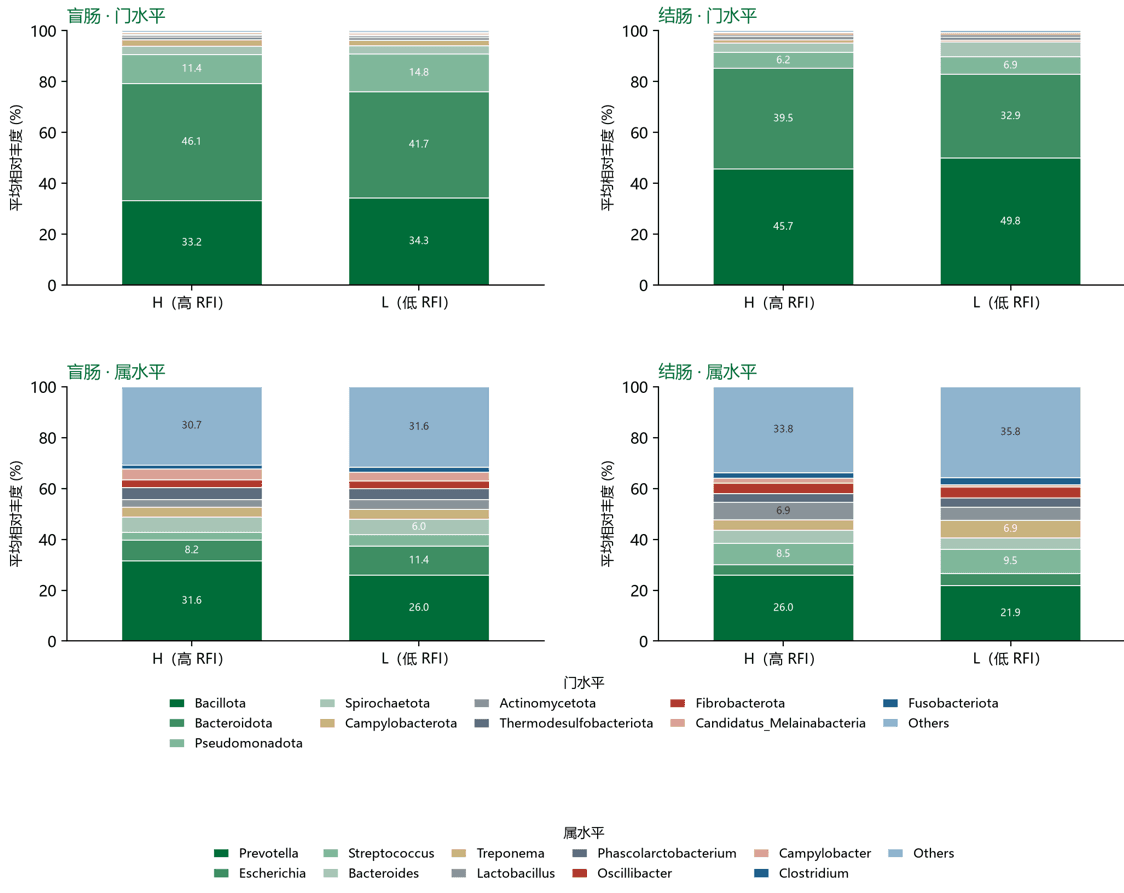 盲肠 · 门水平
平均相对丰度 (%)
100
80
60
40
20
0
11.4
46.1
33.2
14.8
41.7
34.3
H（高 RFI）
L（低 RFI）
结肠 · 门水平
平均相对丰度 (%)
100
80
60
40
20
0
6.2
39.5
45.7
6.9
32.9
49.8
H（高 RFI）
L（低 RFI）
盲肠 · 属水平
平均相对丰度 (%)
100
80
60
40
20
0
30.7
8.2
31.6
31.6
6.0
11.4
26.0
H（高 RFI）
L（低 RFI）
结肠 · 属水平
平均相对丰度 (%)
100
80
60
40
20
0
33.8
6.9
8.5
26.0
35.8
6.9
9.5
21.9
H（高 RFI）
L（低 RFI）
门水平
Bacillota Spirochaetota Actinomycetota Fibrobacterota Fusobacteriota
Bacteroidota Campylobacterota Thermodesulfobacteriota Candidatus_Melainabacteria Others
Pseudomonadota
属水平
Prevotella Streptococcus Treponema Phascolarctobacterium Campylobacter Others
Escherichia Bacteroides Lactobacillus Oscillibacter Clostridium